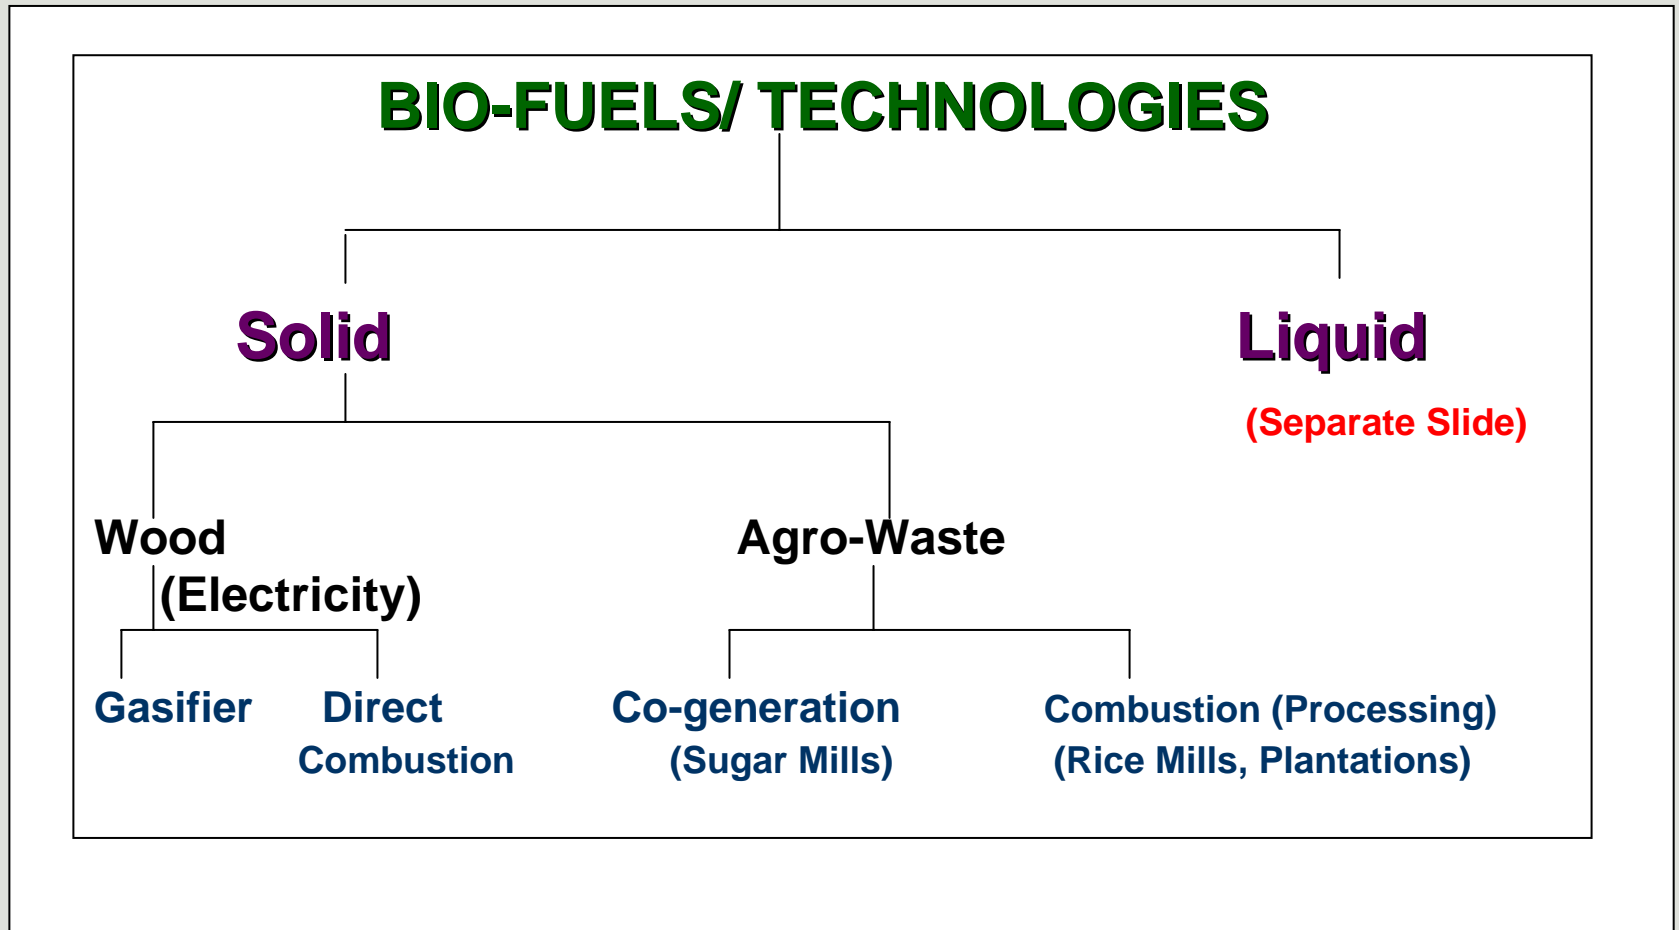 BIO-FUELS/ TECHNOLOGIES
Solid
Liquid
(Separate Slide)
Wood
(Electricity)
Agro-Waste
Gasifier
Direct
Combustion
Co-generation
(Sugar Mills)
Combustion (Processing)
(Rice Mills, Plantations)